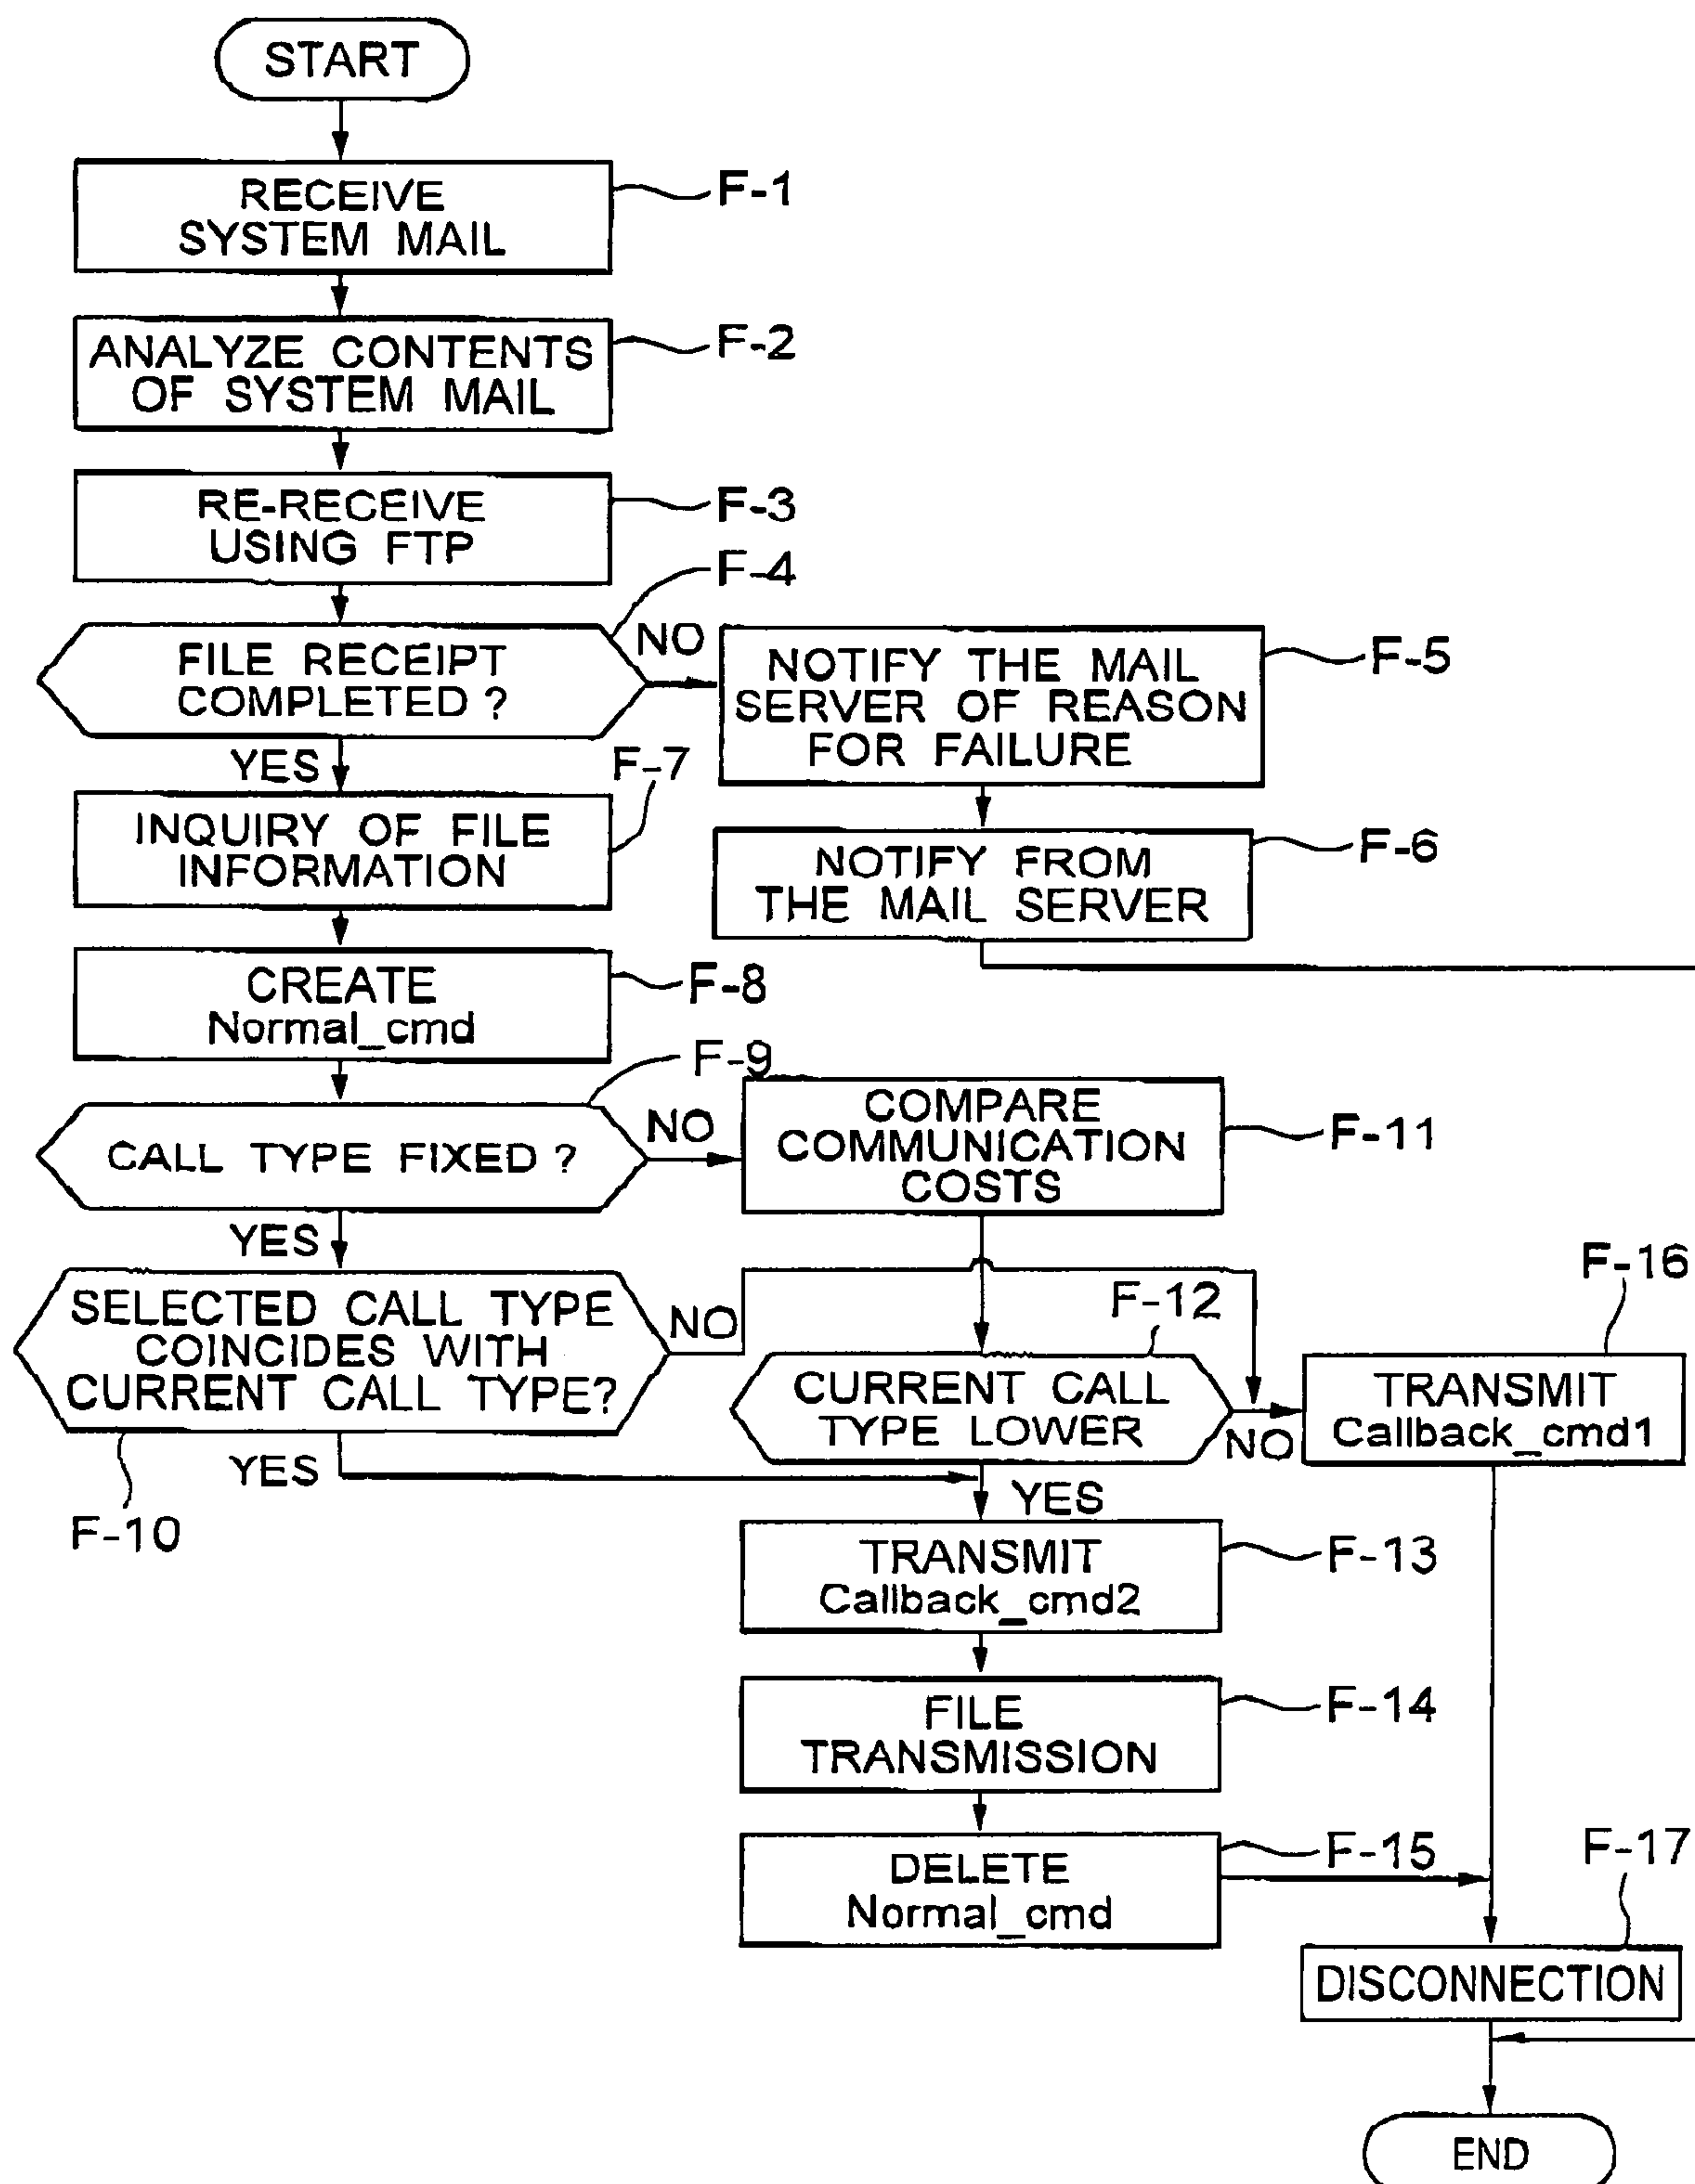 START
RECEIVE
SYSTEM MAIL
F-1
ANALYZE CONTENTS
OF SYSTEM MAIL
F-2
RE-RECEIVE
USING FTP
F-3
F-4
FILE RECEIPT
COMPLETED ?
NO
NOTIFY THE MAIL
SERVER OF REASON
FOR FAILURE
F-5
YES
F-7
INQUIRY OF FILE
INFORMATION
NOTIFY FROM
THE MAIL SERVER
F-6
CREATE
Normal_cmd
F-8
F-9
CALL TYPE FIXED ?
NO
COMPARE
COMMUNICATION
COSTS
F-11
YES
SELECTED CALL TYPE
COINCIDES WITH
CURRENT CALL TYPE?
NO
F-12
F-16
CURRENT CALL
TYPE LOWER
NO
TRANSMIT
Callback_cmd1
YES
F-10
YES
TRANSMIT
Callback_cmd2
F-13
FILE
TRANSMISSION
F-14
DELETE
Normal_cmd
F-15
F-17
DISCONNECTION
END